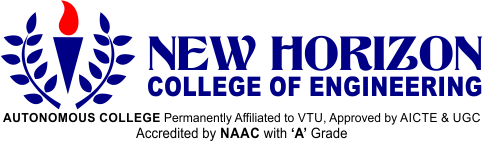 NEW HORIZON
COLLEGE OF ENGINEERING
AUTONOMOUS COLLEGE Permanently Affiliated to VTU, Approved by AICTE & UGC
Accredited by NAAC with ‘A’ Grade